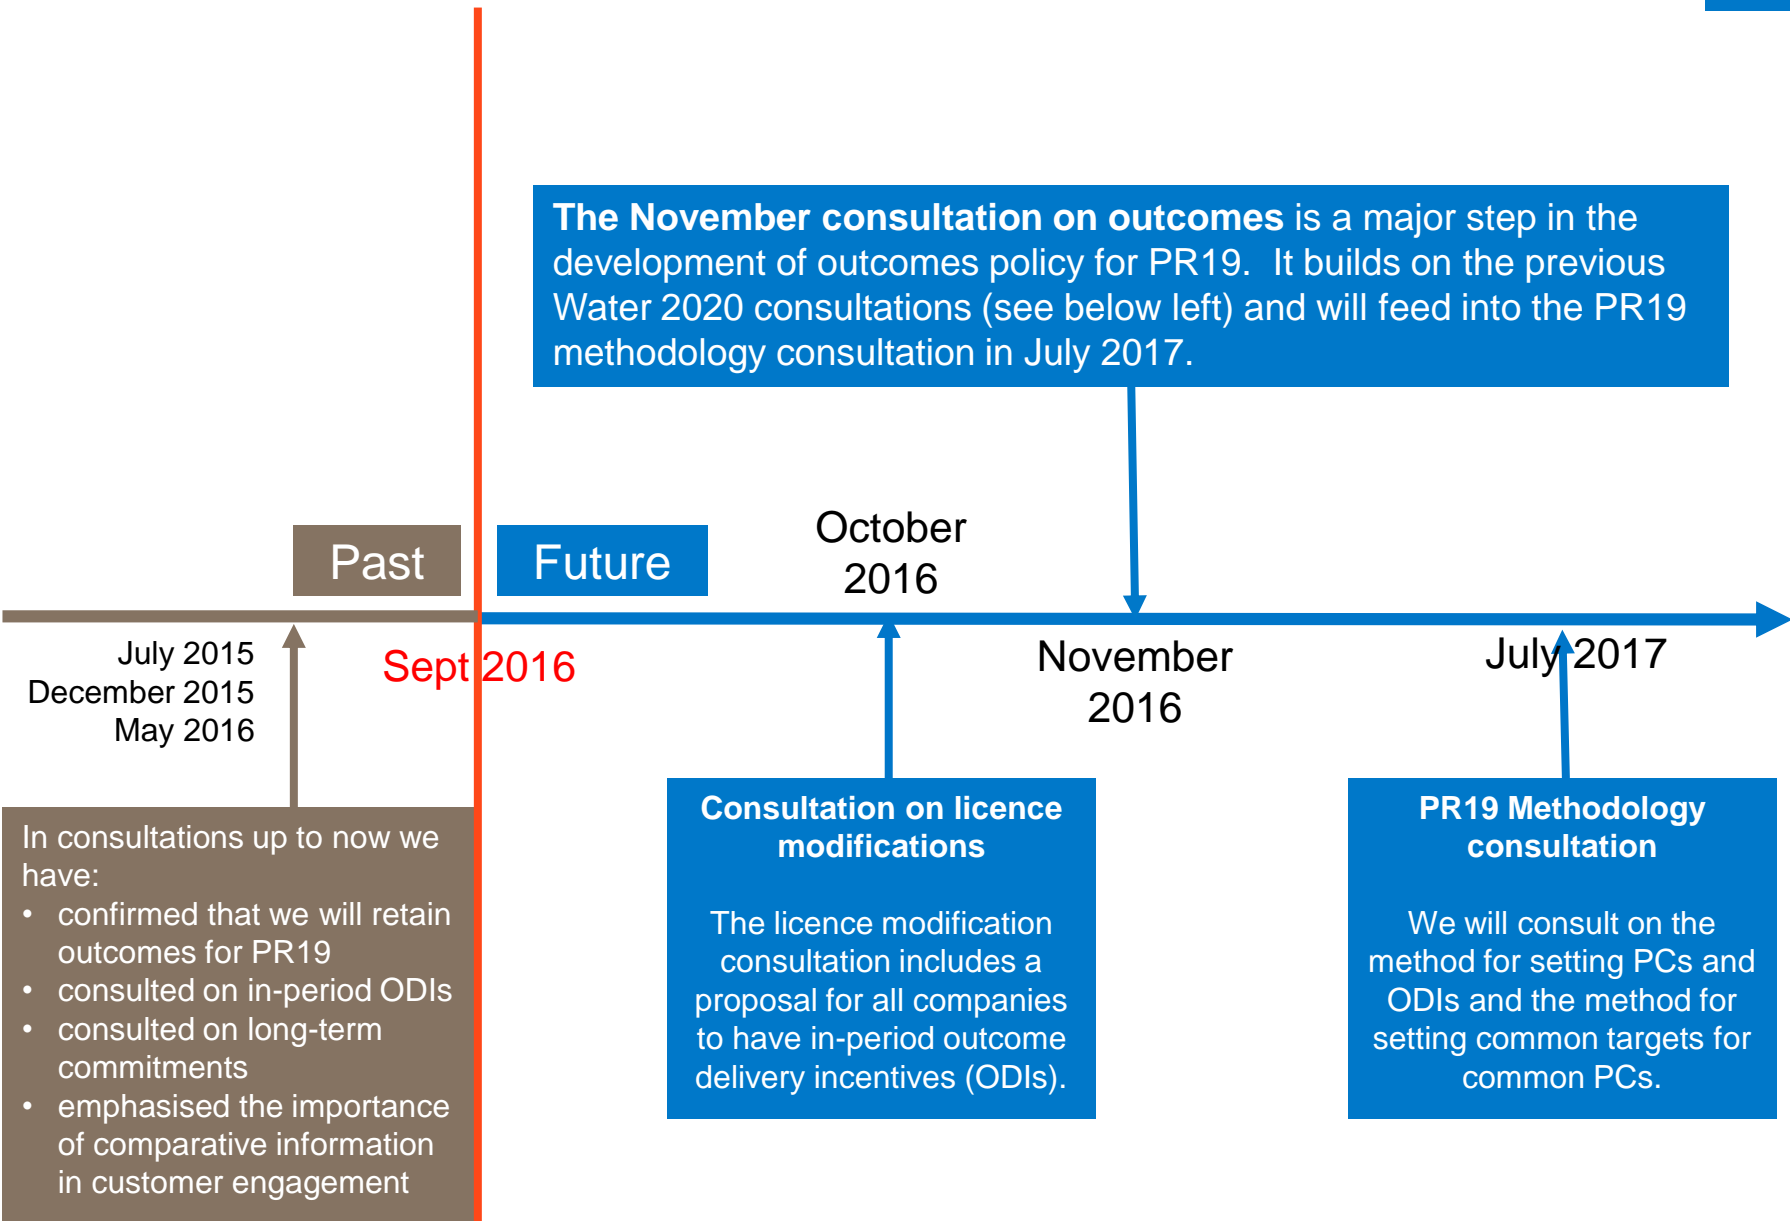 The November consultation on outcomes is a major step in the
development of outcomes policy for PR19.  It builds on the previous
Water 2020 consultations (see below left) and will feed into the PR19
methodology consultation in July 2017.
Past
Future
October
2016
July 2015
December 2015
May 2016
Sept 2016
November
2016
July 2017
In consultations up to now we
have:
• confirmed that we will retain
outcomes for PR19
• consulted on in-period ODIs
• consulted on long-term
commitments
• emphasised the importance
of comparative information
in customer engagement
Consultation on licence
modifications
The licence modification
consultation includes a
proposal for all companies
to have in-period outcome
delivery incentives (ODIs).
PR19 Methodology
consultation
We will consult on the
method for setting PCs and
ODIs and the method for
setting common targets for
common PCs.